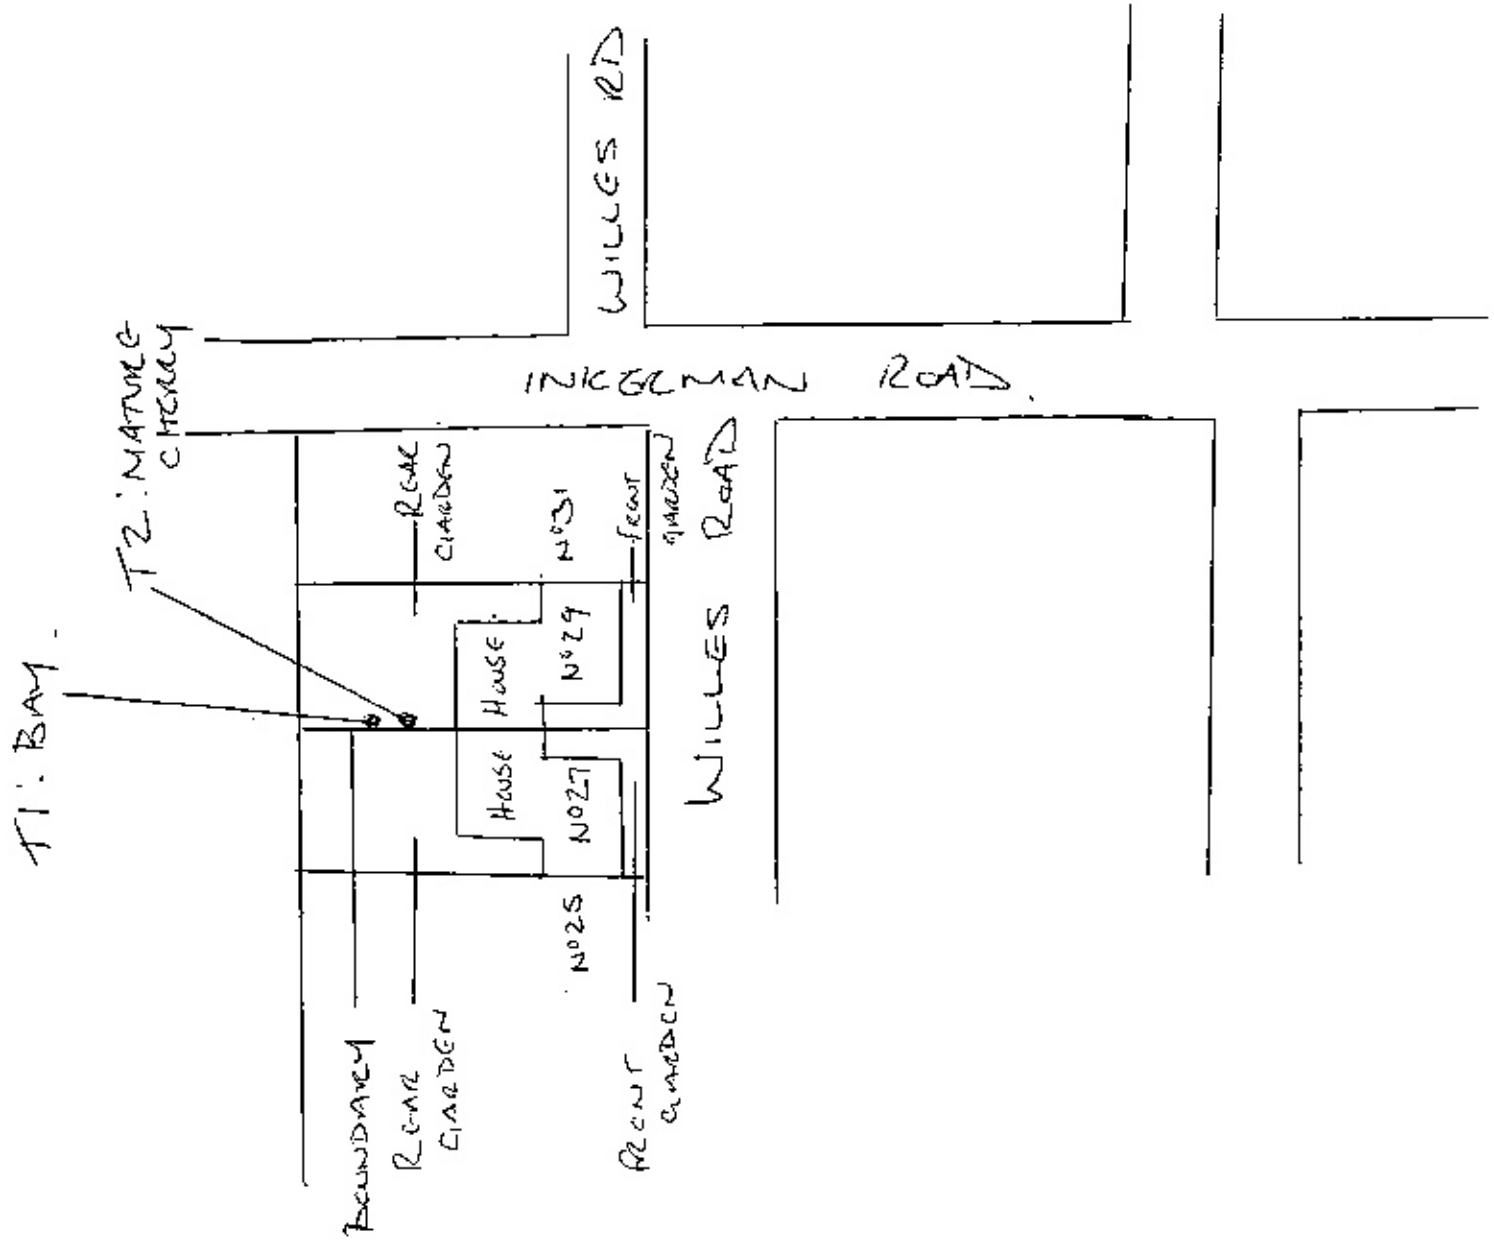 WILLES RD
T2: MATURE
CHERRY
INKERMAN ROAD
T1: BAY.
REAR
GARDEN
Nº31
FRONT
GARDEN
WILLES ROAD
HOUSE
Nº29
HOUSE
Nº27
Nº25
BOUNDARY
REAR
GARDEN
FRONT
GARDEN